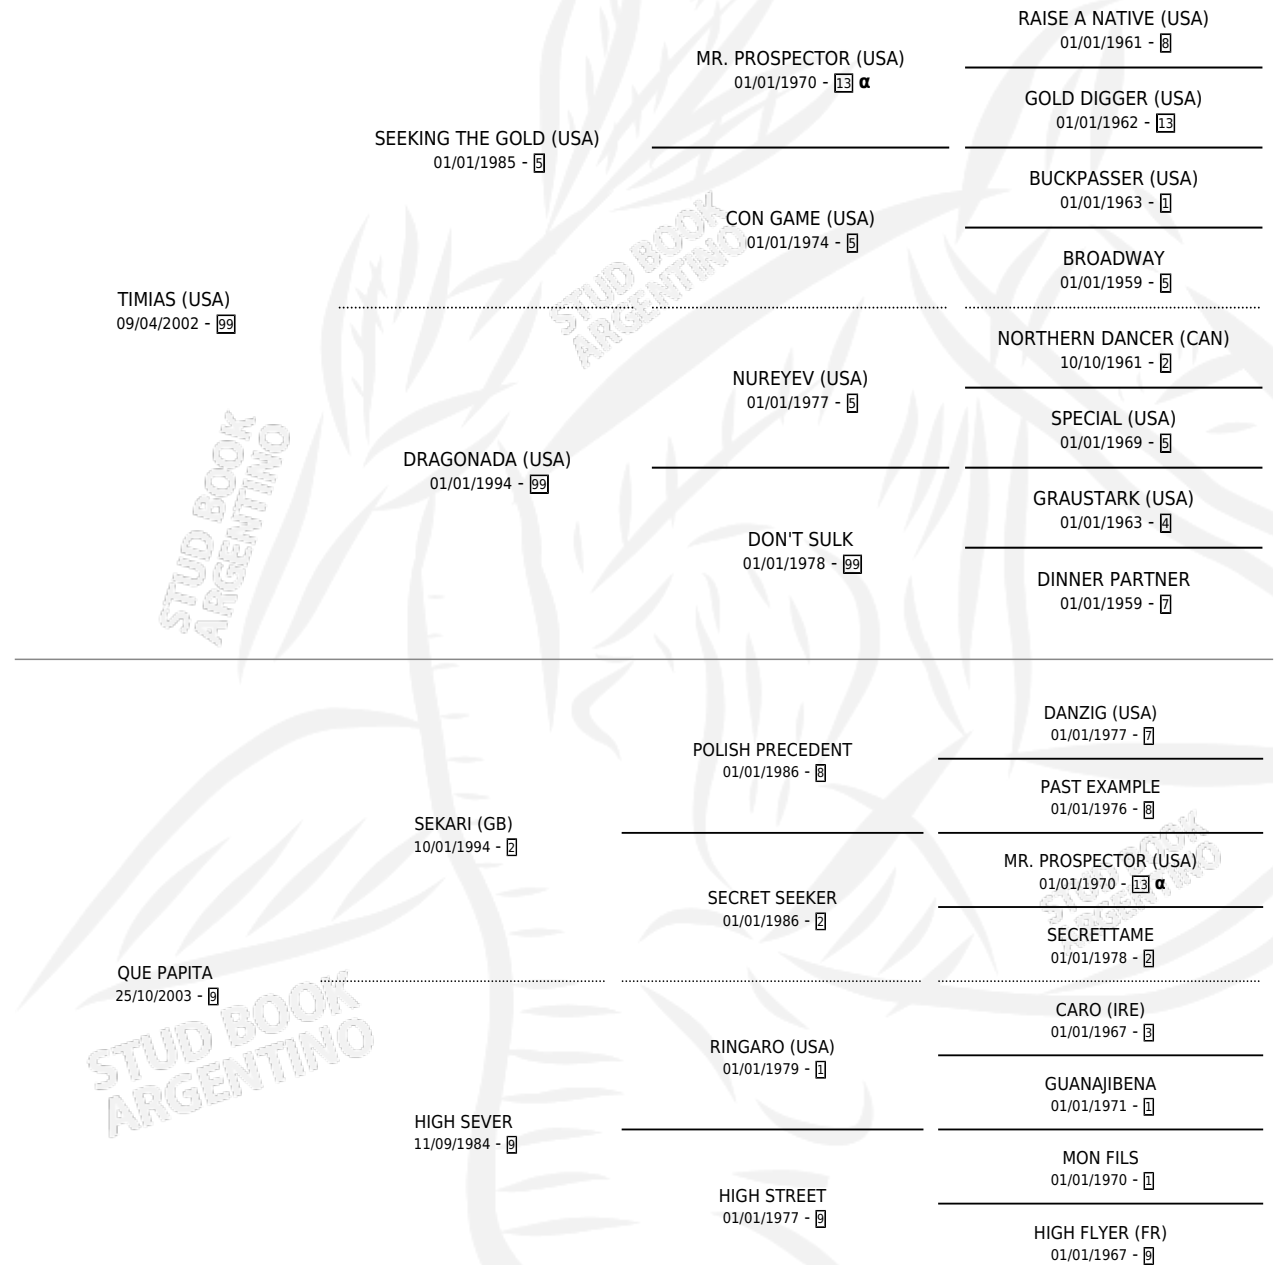 RAISE A NATIVE (USA)
01/01/1961 - 8
MR. PROSPECTOR (USA)
01/01/1970 - 13 α
GOLD DIGGER (USA)
01/01/1962 - 13
SEEKING THE GOLD (USA)
01/01/1985 - 5
BUCKPASSER (USA)
01/01/1963 - 1
CON GAME (USA)
01/01/1974 - 5
BROADWAY
01/01/1959 - 5
TIMIAS (USA)
09/04/2002 - 99
NORTHERN DANCER (CAN)
10/10/1961 - 2
NUREYEV (USA)
01/01/1977 - 5
SPECIAL (USA)
01/01/1969 - 5
DRAGONADA (USA)
01/01/1994 - 99
GRAUSTARK (USA)
01/01/1963 - 4
DON'T SULK
01/01/1978 - 99
DINNER PARTNER
01/01/1959 - 7
DANZIG (USA)
01/01/1977 - 7
POLISH PRECEDENT
01/01/1986 - 8
PAST EXAMPLE
01/01/1976 - 8
SEKARI (GB)
10/01/1994 - 2
MR. PROSPECTOR (USA)
01/01/1970 - 13 α
SECRET SEEKER
01/01/1986 - 2
SECRETTAME
01/01/1978 - 2
QUE PAPITA
25/10/2003 - 9
CARO (IRE)
01/01/1967 - 3
RINGARO (USA)
01/01/1979 - 1
GUANAJIBENA
01/01/1971 - 1
HIGH SEVER
11/09/1984 - 9
MON FILS
01/01/1970 - 1
HIGH STREET
01/01/1977 - 9
HIGH FLYER (FR)
01/01/1967 - 9
STUD BOOK
ARGENTINO
STUD BOOK
ARGENTINO
STUD BOOK
ARGENTINO
STUD BOOK
ARGENTINO